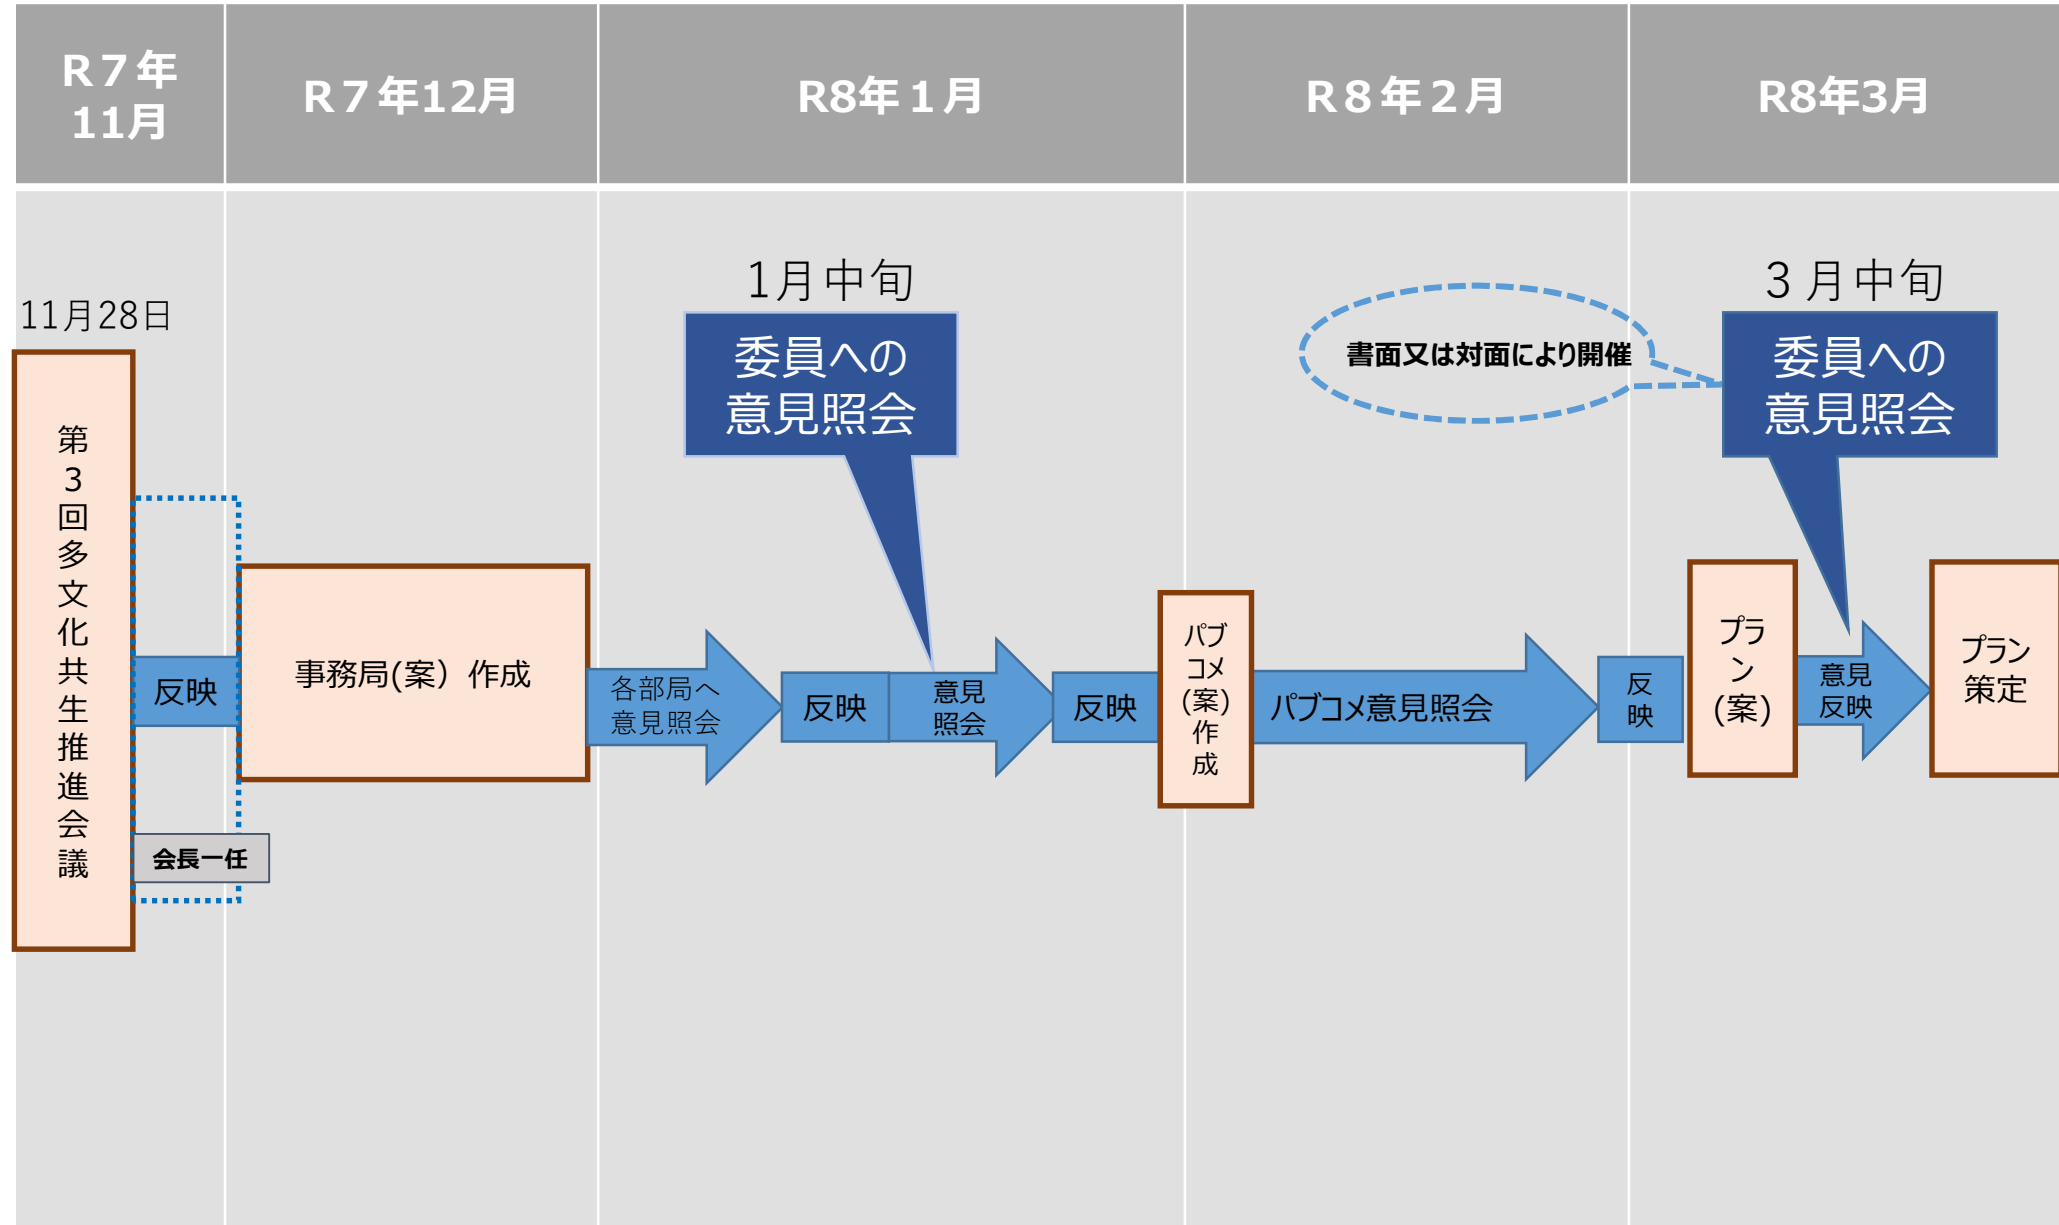 R７年
11月
R７年12月
R8年１月
R８年２月
R8年3月
11月28日
1月中旬
３月中旬
委員への
意見照会
書面又は対面により開催
委員への
意見照会
第
3
回
多
文
化
共
生
推
進
会
議
反映
会長一任
事務局(案）作成
各部局へ
意見照会
反映
意見
照会
反映
パブ
コメ
(案)
作
成
パブコメ意見照会
反
映
プラ
ン
(案)
意見
反映
プラン
策定